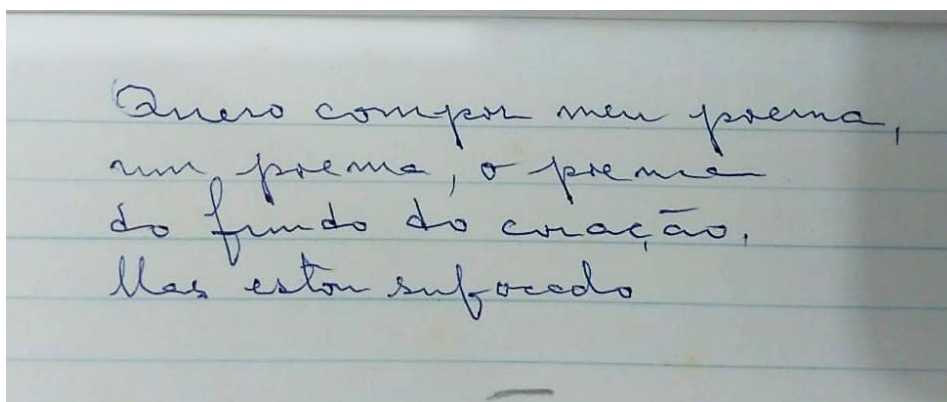 Quero compor meu poema,
um poema, o poema
do fundo do coração.
Mas estou sufocado